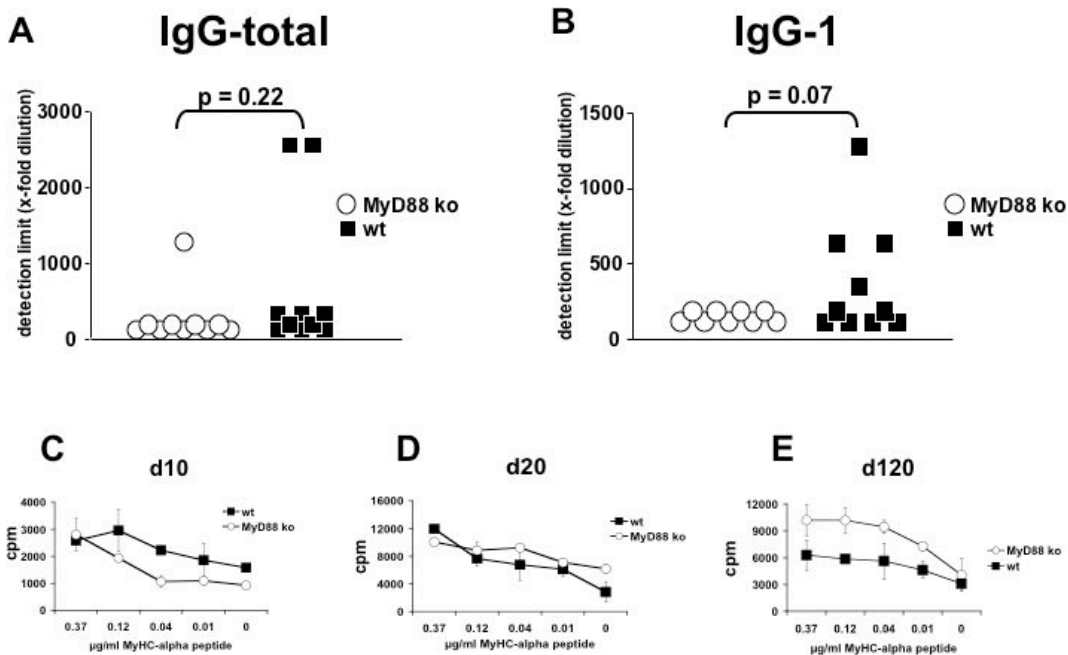 A
IgG-total
p = 0.22
detection limit (x-fold dilution)
3000
2000
1000
0
MyD88 ko
wt
B
IgG-1
p = 0.07
detection limit (x-fold dilution)
1500
1000
500
0
MyD88 ko
wt
C
d10
cpm
4000
3000
2000
1000
0
wt
MyD88 ko
0.37 0.12 0.04 0.01 0
µg/ml MyHC-alpha peptide
D
d20
cpm
16000
12000
8000
4000
0
wt
MyD88 ko
0.37 0.12 0.04 0.01 0
µg/ml MyHC-alpha peptide
E
d120
cpm
12000
9000
6000
3000
0
MyD88 ko
wt
0.37 0.12 0.04 0.01 0
µg/ml MyHC-alpha peptide